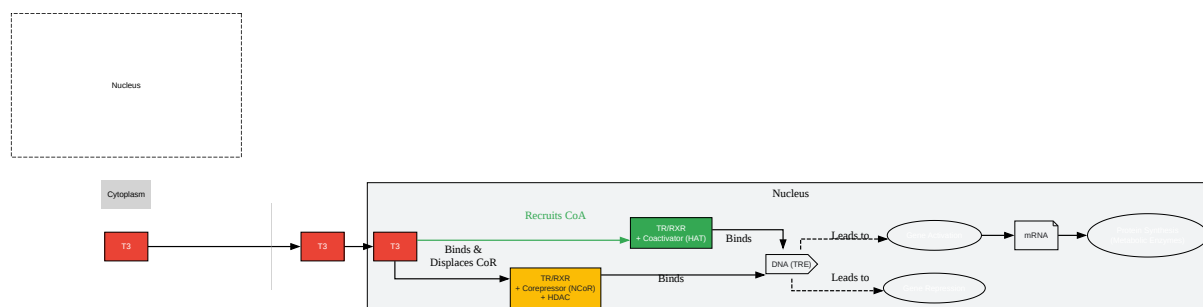 Nucleus
Cytoplasm
Nucleus
Recruits CoA
T3
T3
T3
Binds &
Displaces CoR
TR/RXR
+ Coactivator (HAT)
Binds
TR/RXR
+ Corepressor (NCoR)
+ HDAC
Binds
DNA (TRE)
Leads to
Leads to
mRNA